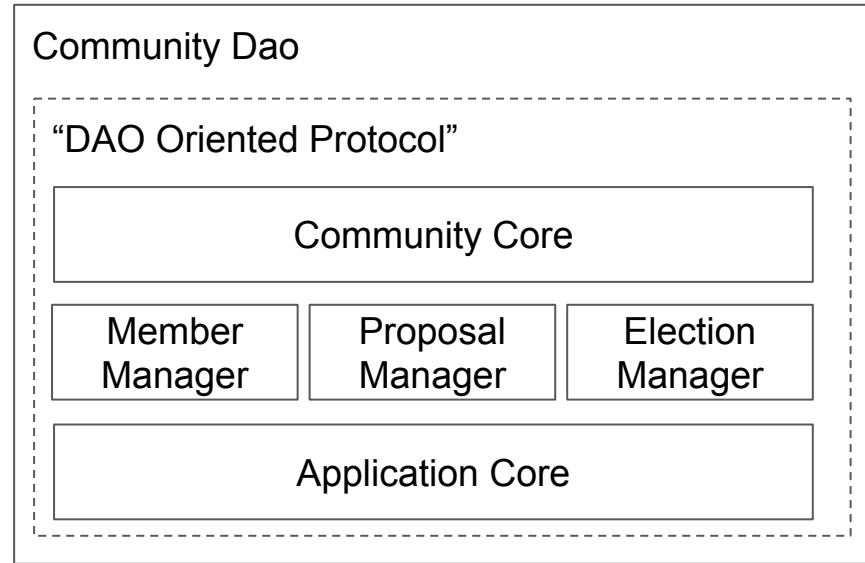 Community Dao
“DAO Oriented Protocol”
Community Core
Member
Manager
Proposal
Manager
Election
Manager
Application Core